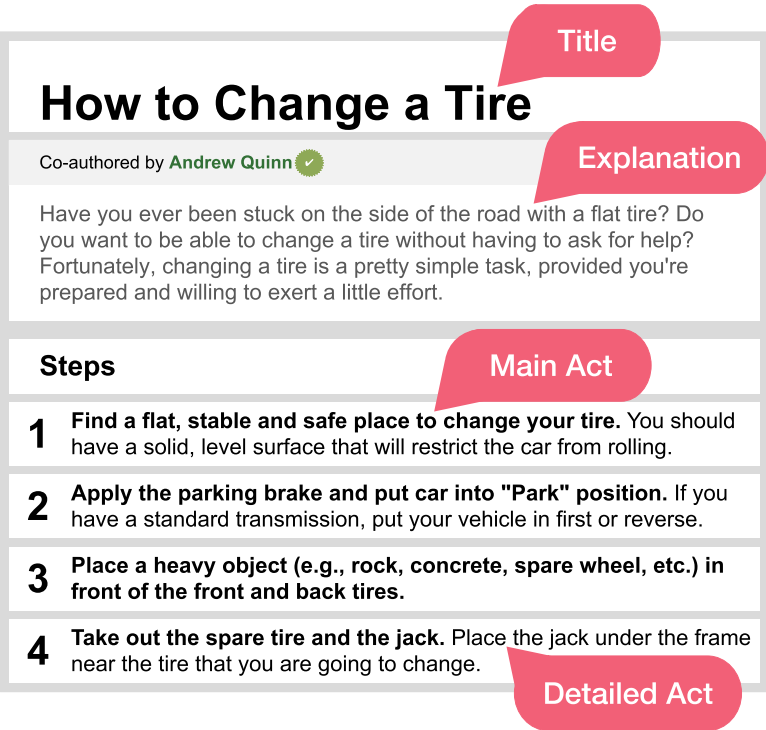 Title
How to Change a Tire
Explanation
Co-authored by Andrew Quinn
Have you ever been stuck on the side of the road with a flat tire? Do
you want to be able to change a tire without having to ask for help?
Fortunately, changing a tire is a pretty simple task, provided you're
prepared and willing to exert a little effort.
Steps
Main Act
1
Find a flat, stable and safe place to change your tire. You should
have a solid, level surface that will restrict the car from rolling.
2
Apply the parking brake and put car into "Park" position. If you
have a standard transmission, put your vehicle in first or reverse.
3
Place a heavy object (e.g., rock, concrete, spare wheel, etc.) in
front of the front and back tires.
4
Take out the spare tire and the jack. Place the jack under the frame
near the tire that you are going to change.
Detailed Act